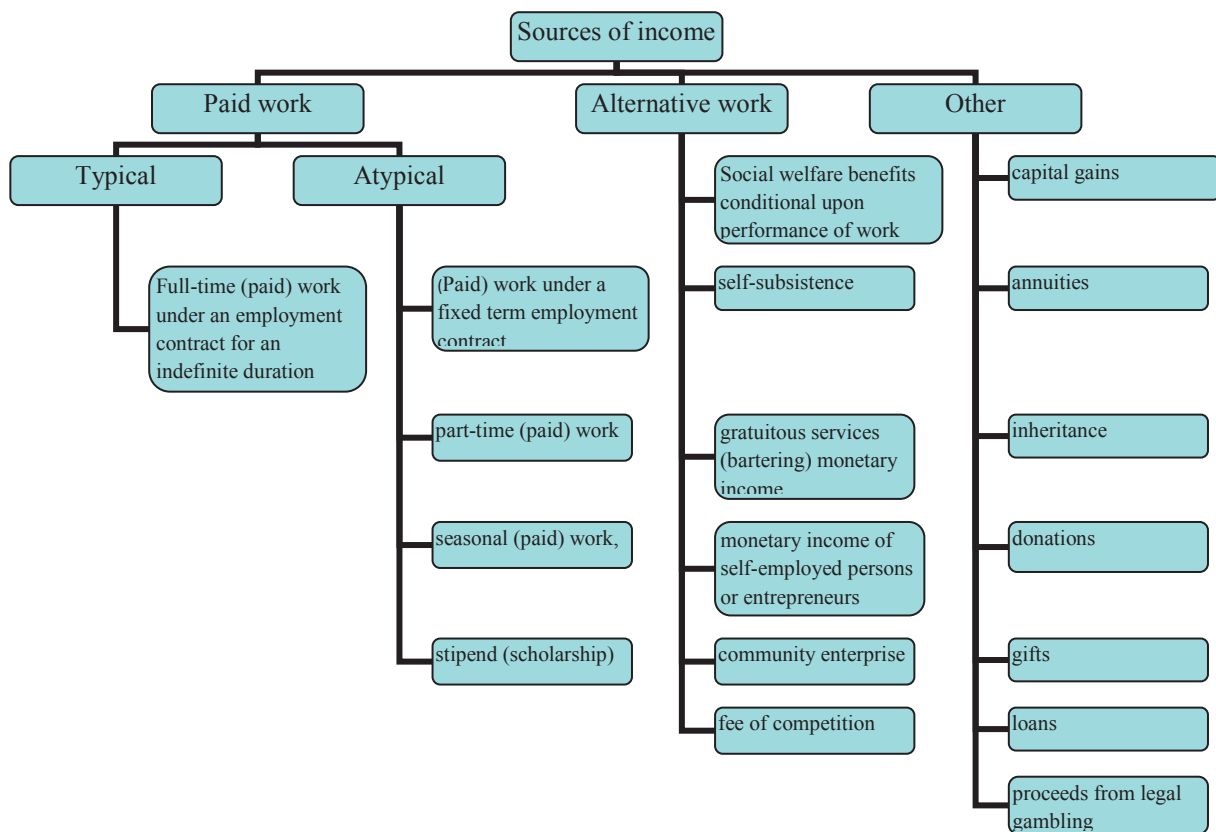 Sources of income
Paid work
Alternative work
Other
Typical
Atypical
Full-time (paid) work
under an employment
contract for an
indefinite duration
(Paid) work under a
fixed term employment
contract
part-time (paid) work
seasonal (paid) work,
stipend (scholarship)
Social welfare benefits
conditional upon
performance of work
self-subsistence
gratuitous services
(bartering) monetary
income
monetary income of
self-employed persons
or entrepreneurs
community enterprise
fee of competition
capital gains
annuities
inheritance
donations
gifts
loans
proceeds from legal
gambling